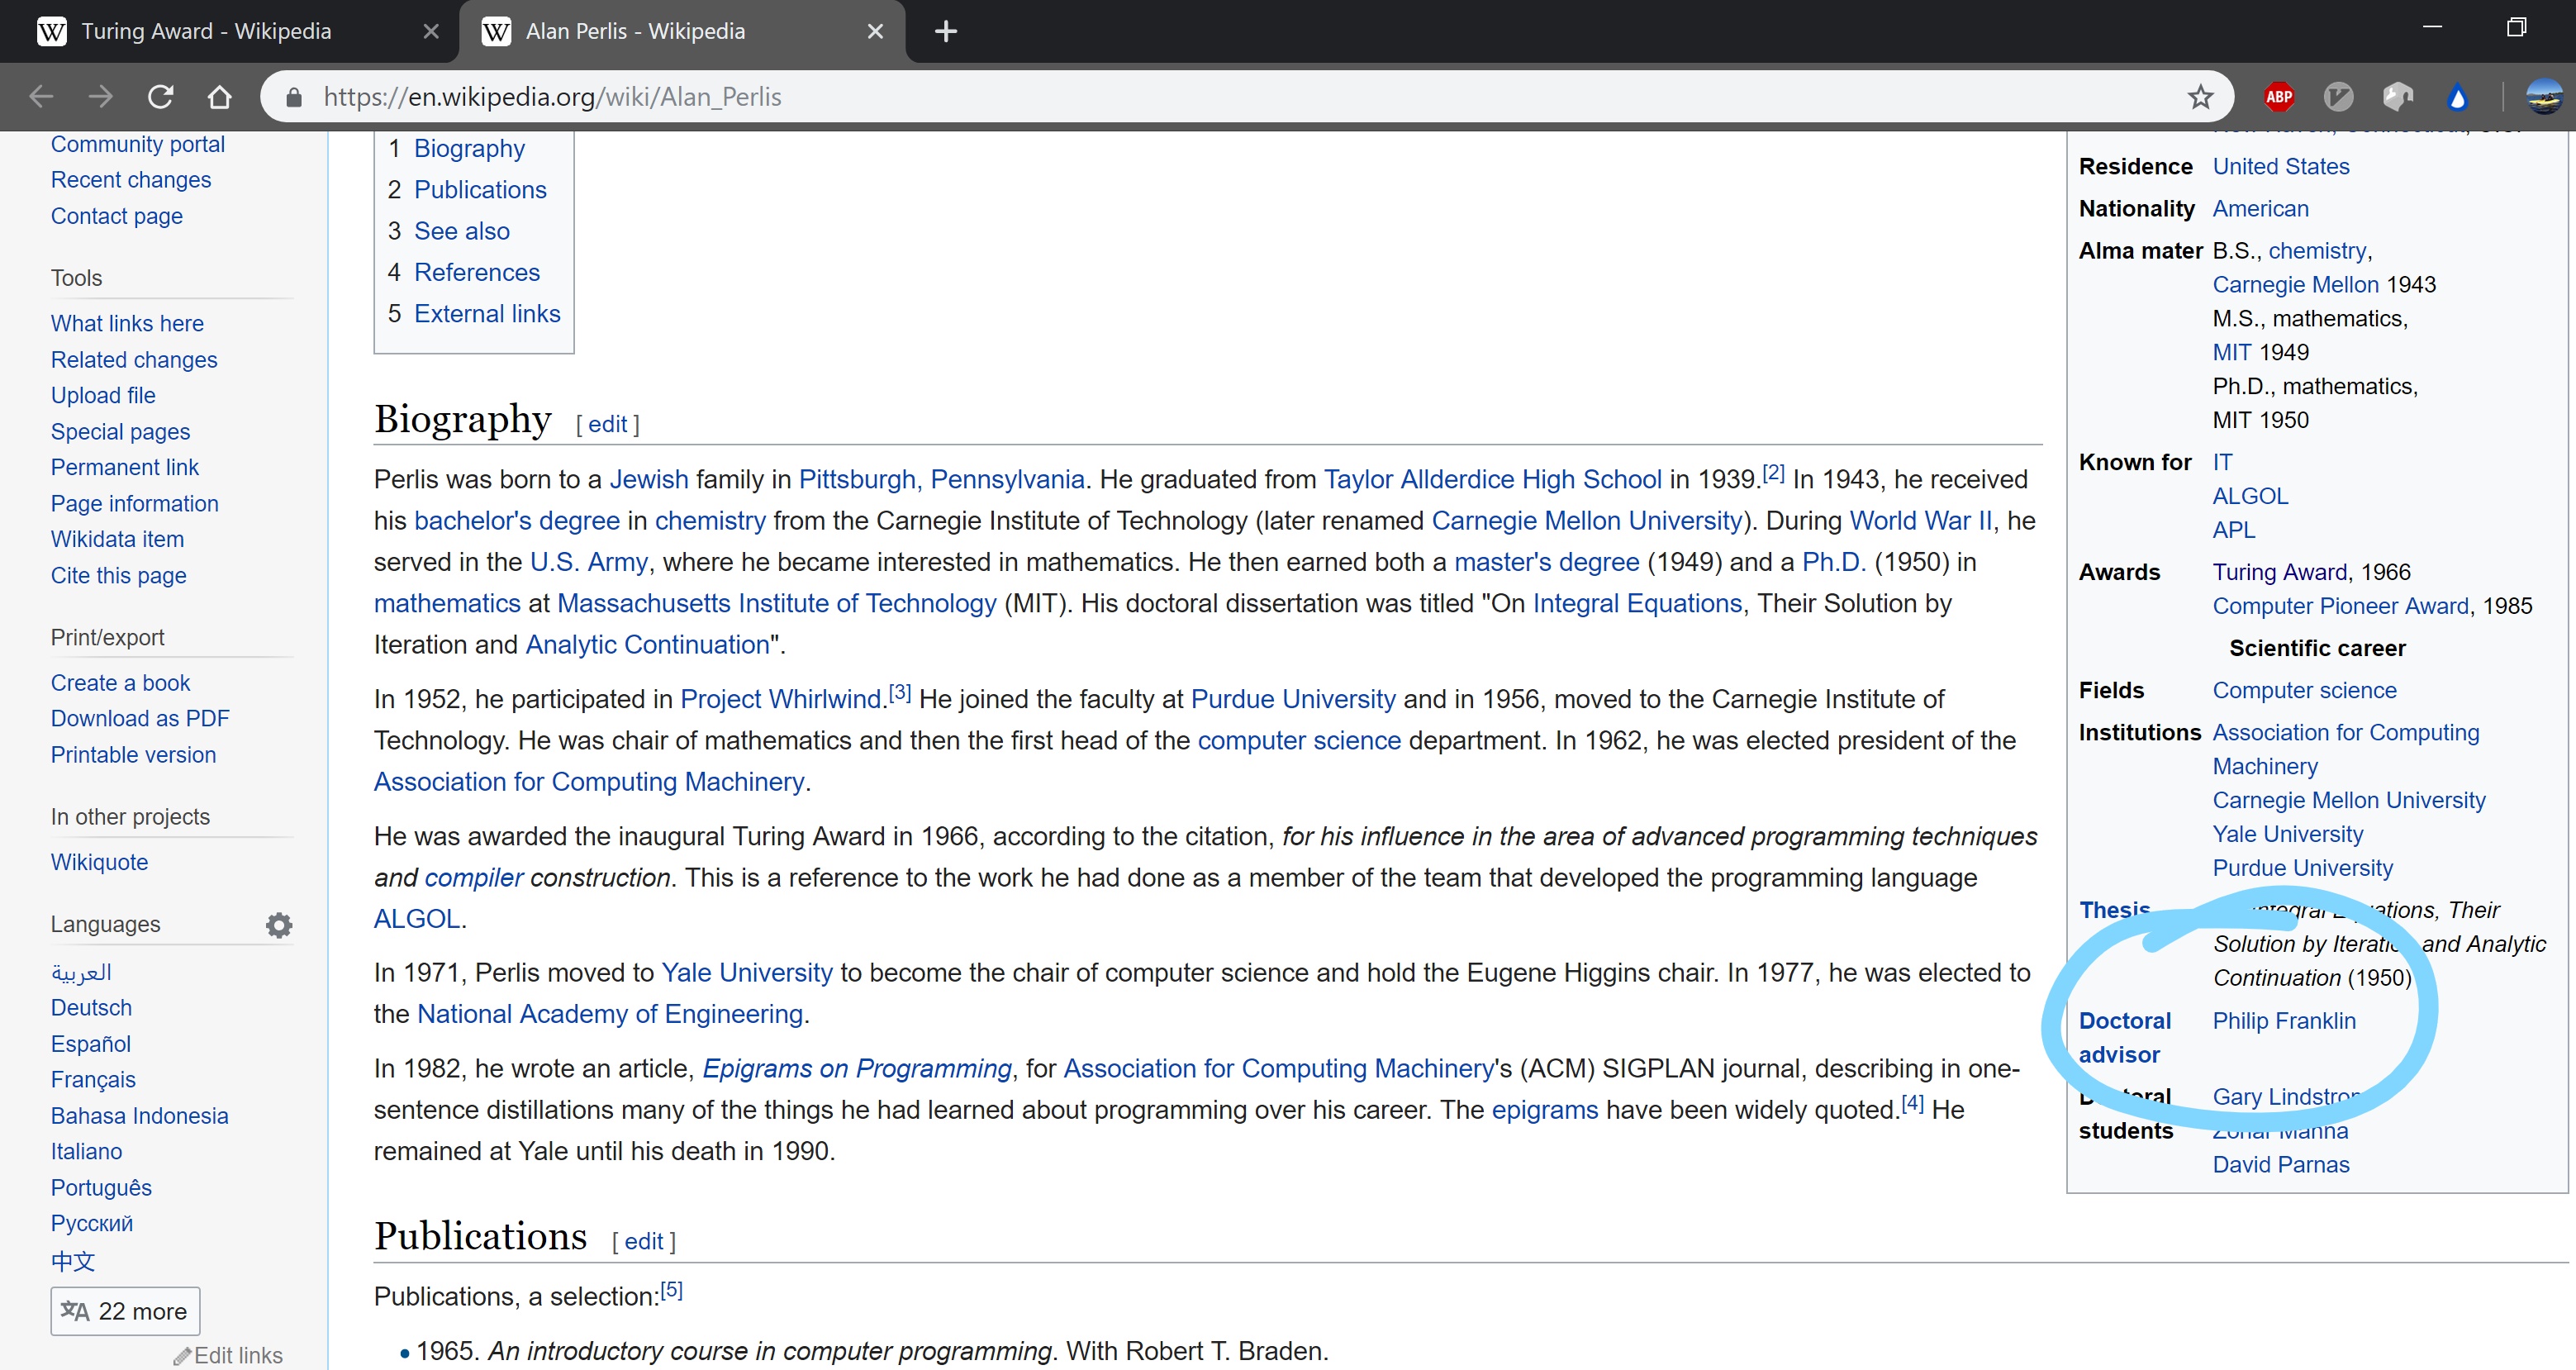 Turing Award - Wikipedia
Alan Perlis - Wikipedia
https://en.wikipedia.org/wiki/Alan_Perlis
ABP
Community portal
Recent changes
Contact page
Tools
What links here
Related changes
Upload file
Special pages
Permanent link
Page information
Wikidata item
Cite this page
Print/export
Create a book
Download as PDF
Printable version
In other projects
Wikiquote
Languages
العربية
Deutsch
Español
Français
Bahasa Indonesia
Italiano
Português
Русский
中文
22 more
Edit links
1 Biography
2 Publications
3 See also
4 References
5 External links
Biography [ edit ]
Perlis was born to a Jewish family in Pittsburgh, Pennsylvania. He graduated from Taylor Allderdice High School in 1939.[2] In 1943, he received
his bachelor's degree in chemistry from the Carnegie Institute of Technology (later renamed Carnegie Mellon University). During World War II, he
served in the U.S. Army, where he became interested in mathematics. He then earned both a master's degree (1949) and a Ph.D. (1950) in
mathematics at Massachusetts Institute of Technology (MIT). His doctoral dissertation was titled "On Integral Equations, Their Solution by
Iteration and Analytic Continuation".
In 1952, he participated in Project Whirlwind.[3] He joined the faculty at Purdue University and in 1956, moved to the Carnegie Institute of
Technology. He was chair of mathematics and then the first head of the computer science department. In 1962, he was elected president of the
Association for Computing Machinery.
He was awarded the inaugural Turing Award in 1966, according to the citation, for his influence in the area of advanced programming techniques
and compiler construction. This is a reference to the work he had done as a member of the team that developed the programming language
ALGOL.
In 1971, Perlis moved to Yale University to become the chair of computer science and hold the Eugene Higgins chair. In 1977, he was elected to
the National Academy of Engineering.
In 1982, he wrote an article, Epigrams on Programming, for Association for Computing Machinery's (ACM) SIGPLAN journal, describing in one-
sentence distillations many of the things he had learned about programming over his career. The epigrams have been widely quoted.[4] He
remained at Yale until his death in 1990.
Publications [ edit ]
Publications, a selection:[5]
• 1965. An introductory course in computer programming. With Robert T. Braden.
Residence United States
Nationality American
Alma mater B.S., chemistry,
Carnegie Mellon 1943
M.S., mathematics,
MIT 1949
Ph.D., mathematics,
MIT 1950
Known for IT
ALGOL
APL
Awards Turing Award, 1966
Computer Pioneer Award, 1985
Scientific career
Fields Computer science
Institutions Association for Computing
Machinery
Carnegie Mellon University
Yale University
Purdue University
Thesis Integral Equations, Their
Solution by Iteration and Analytic
Continuation (1950)
Doctoral Philip Franklin
advisor
Doctoral Gary Lindstrom
students Zohar Manna
David Parnas